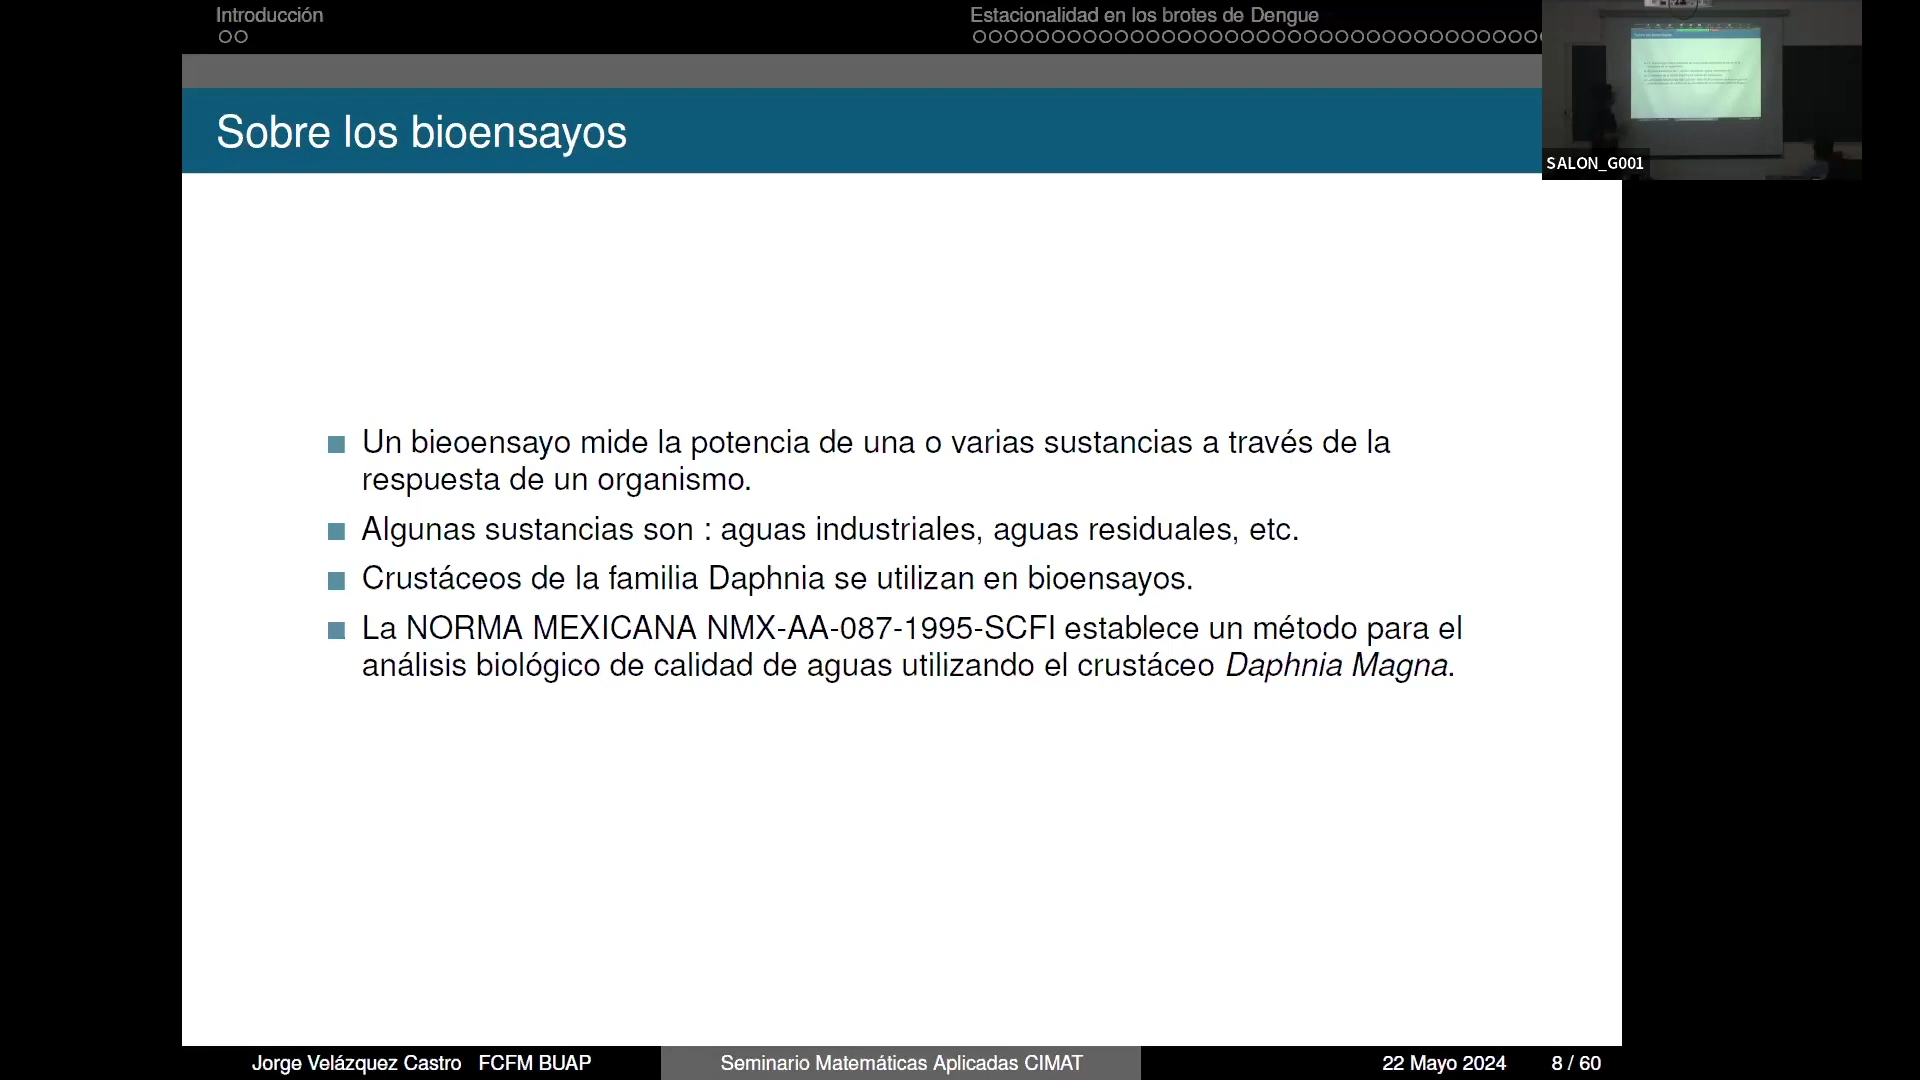 Introducción
Estacionalidad en los brotes de Dengue
Sobre los bioensayos
SALON_G001
Un bieoensayo mide la potencia de una o varias sustancias a través de la
respuesta de un organismo.
Algunas sustancias son : aguas industriales, aguas residuales, etc.
Crustáceos de la familia Daphnia se utilizan en bioensayos.
La NORMA MEXICANA NMX-AA-087-1995-SCFI establece un método para el
análisis biológico de calidad de aguas utilizando el crustáceo Daphnia Magna.
Jorge Velázquez Castro FCFM BUAP
Seminario Matemáticas Aplicadas CIMAT
22 Mayo 2024
8 / 60